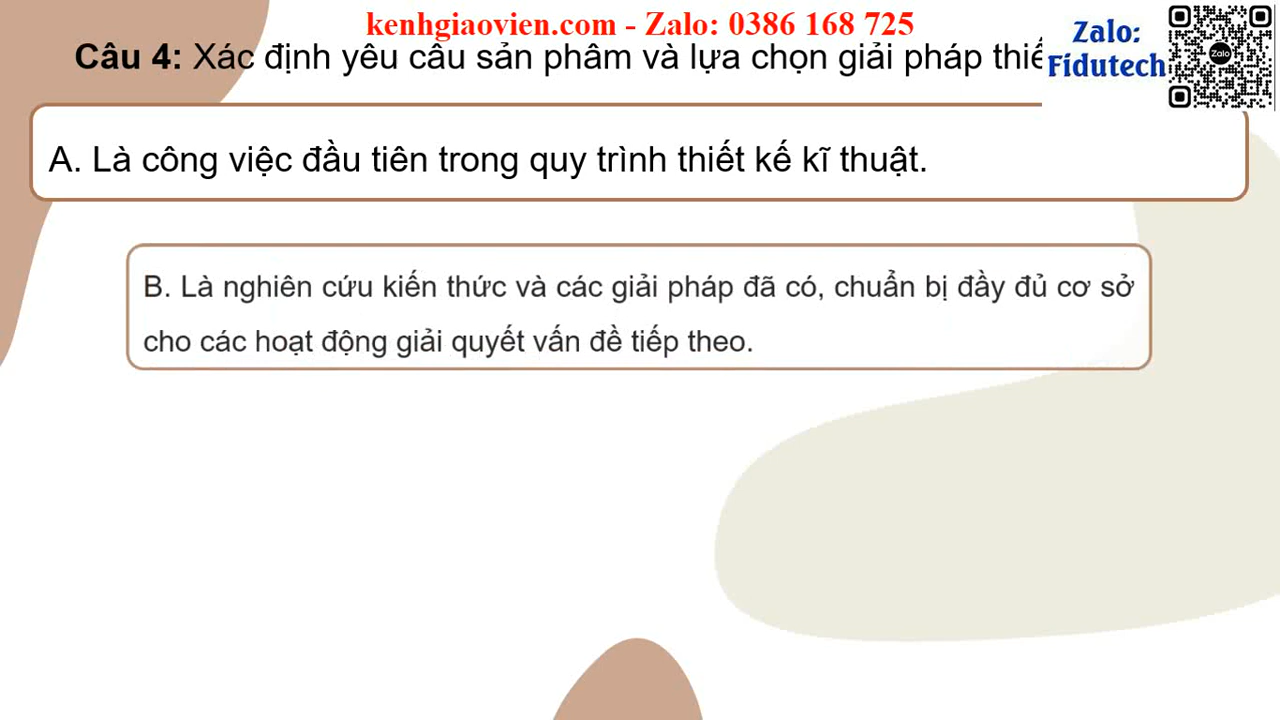 kenhgiaovien.com - Zalo: 0386 168 725
Câu 4: Xác định yêu cầu sản phẩm và lựa chọn giải pháp
Zalo:
Fidutech
Zalo
A. Là công việc đầu tiên trong quy trình thiết kế kĩ thuật.
B. Là nghiên cứu kiến thức và các giải pháp đã có, chuẩn bị đầy đủ cơ sở
cho các hoạt động giải quyết vấn đề tiếp theo.